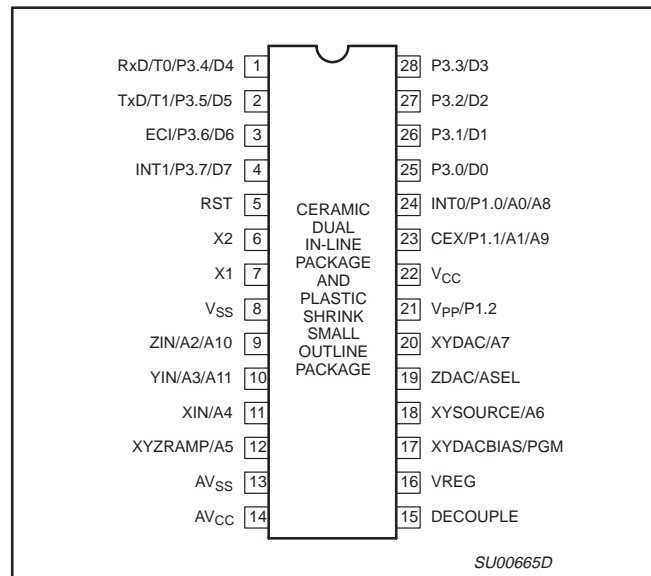 RxD/T0/P3.4/D4 1 28 P3.3/D3
TxD/T1/P3.5/D5 2 27 P3.2/D2
ECI/P3.6/D6 3 26 P3.1/D1
INT1/P3.7/D7 4 25 P3.0/D0
RST 5 24 INT0/P1.0/A0/A8
X2 6 23 CEX/P1.1/A1/A9
X1 7 22 VCC
VSS 8 21 VPP/P1.2
ZIN/A2/A10 9 20 XYDAC/A7
YIN/A3/A11 10 19 ZDAC/ASEL
XIN/A4 11 18 XYSOURCE/A6
XYZRAMP/A5 12 17 XYDACBIAS/PGM
AVSS 13 16 VREG
AVCC 14 15 DECOUPLE
CERAMIC
DUAL
IN-LINE
PACKAGE
AND
PLASTIC
SHRINK
SMALL
OUTLINE
PACKAGE
SU00665D